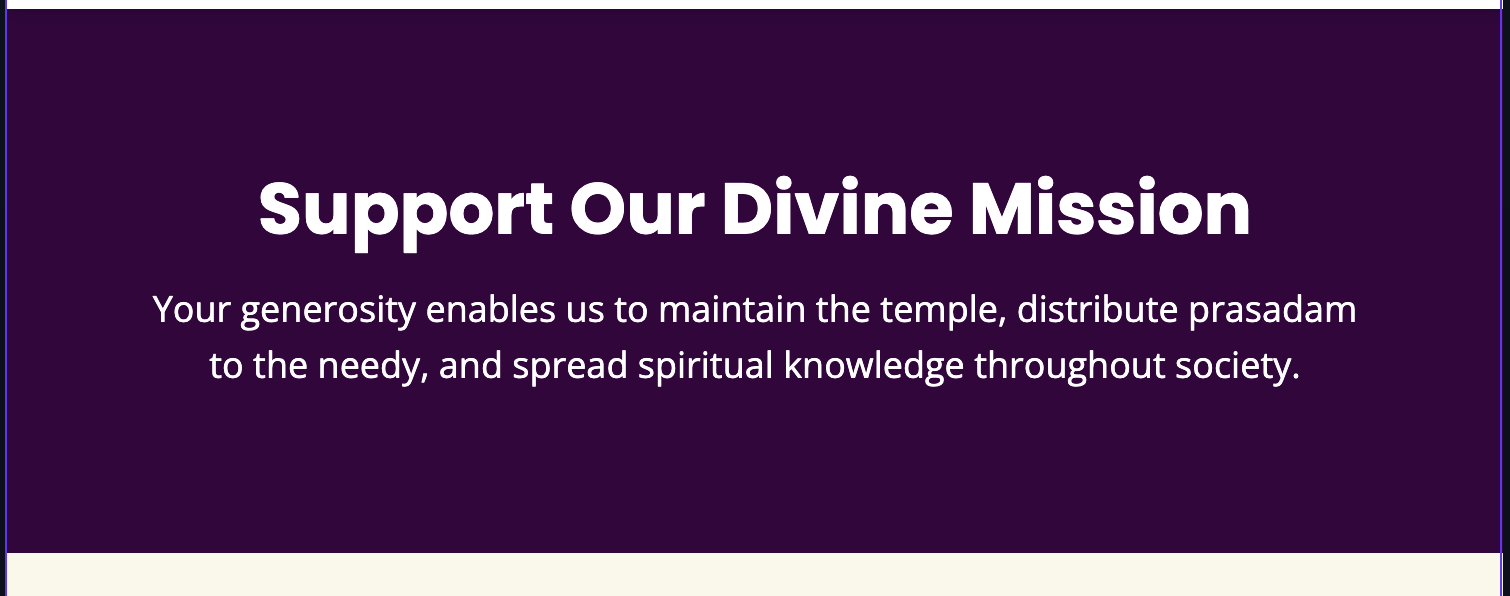 Support Our Divine Mission
Your generosity enables us to maintain the temple, distribute prasadam
to the needy, and spread spiritual knowledge throughout society.